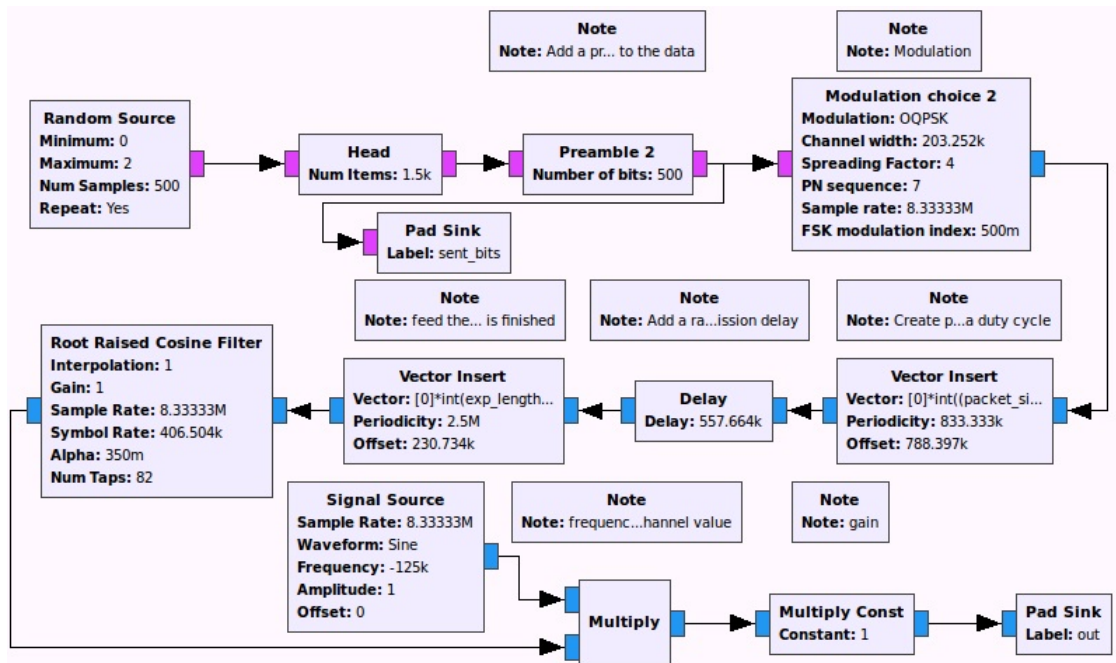 Note
Note: Add a pr... to the data
Note
Note: Modulation
Random Source
Minimum: 0
Maximum: 2
Num Samples: 500
Repeat: Yes
Head
Num Items: 1.5k
Preamble 2
Number of bits: 500
Modulation choice 2
Modulation: OQPSK
Channel width: 203.252k
Spreading Factor: 4
PN sequence: 7
Sample rate: 8.33333M
FSK modulation index: 500m
Pad Sink
Label: sent_bits
Note
Note: feed the... is finished
Note
Note: Add a ra...ission delay
Note
Note: Create p...a duty cycle
Root Raised Cosine Filter
Interpolation: 1
Gain: 1
Sample Rate: 8.33333M
Symbol Rate: 406.504k
Alpha: 350m
Num Taps: 82
Vector Insert
Vector: [0]*int(exp_length...
Periodicity: 2.5M
Offset: 230.734k
Delay
Delay: 557.664k
Vector Insert
Vector: [0]*int((packet_si...
Periodicity: 833.333k
Offset: 788.397k
Signal Source
Sample Rate: 8.33333M
Waveform: Sine
Frequency: -125k
Amplitude: 1
Offset: 0
Note
Note: frequenc...hannel value
Note
Note: gain
Multiply
Multiply Const
Constant: 1
Pad Sink
Label: out